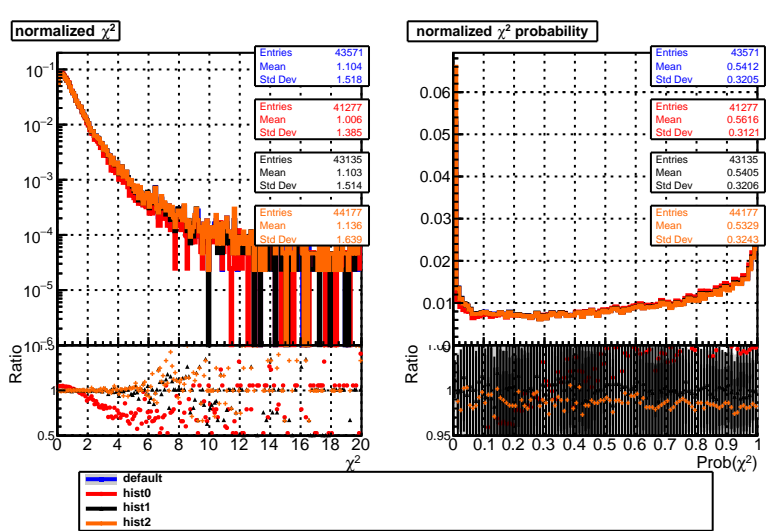 normalized χ²
Entries 43571
Mean 1.104
Std Dev 1.518
Entries 41277
Mean 1.006
Std Dev 1.385
Entries 43135
Mean 1.103
Std Dev 1.514
Entries 44177
Mean 1.136
Std Dev 1.639
10⁻¹
10⁻²
10⁻³
10⁻⁴
10⁻⁵
Ratio
1
0.5
0 2 4 6 8 10 12 14 16 18 20
χ²
normalized χ² probability
Entries 43571
Mean 0.5412
Std Dev 0.3205
Entries 41277
Mean 0.5616
Std Dev 0.3121
Entries 43135
Mean 0.5405
Std Dev 0.3206
Entries 44177
Mean 0.5329
Std Dev 0.3243
0.06
0.05
0.04
0.03
0.02
0.01
Ratio
1
0.95
0 0.1 0.2 0.3 0.4 0.5 0.6 0.7 0.8 0.9 1
Prob(χ²)
default
hist0
hist1
hist2